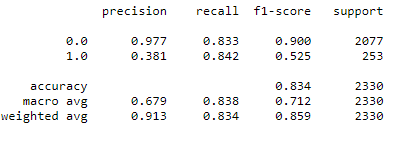 precision recall f1-score support
0.0 0.977 0.833 0.900 2077
1.0 0.381 0.842 0.525 253
accuracy 0.834 2330
macro avg 0.679 0.838 0.712 2330
weighted avg 0.913 0.834 0.859 2330